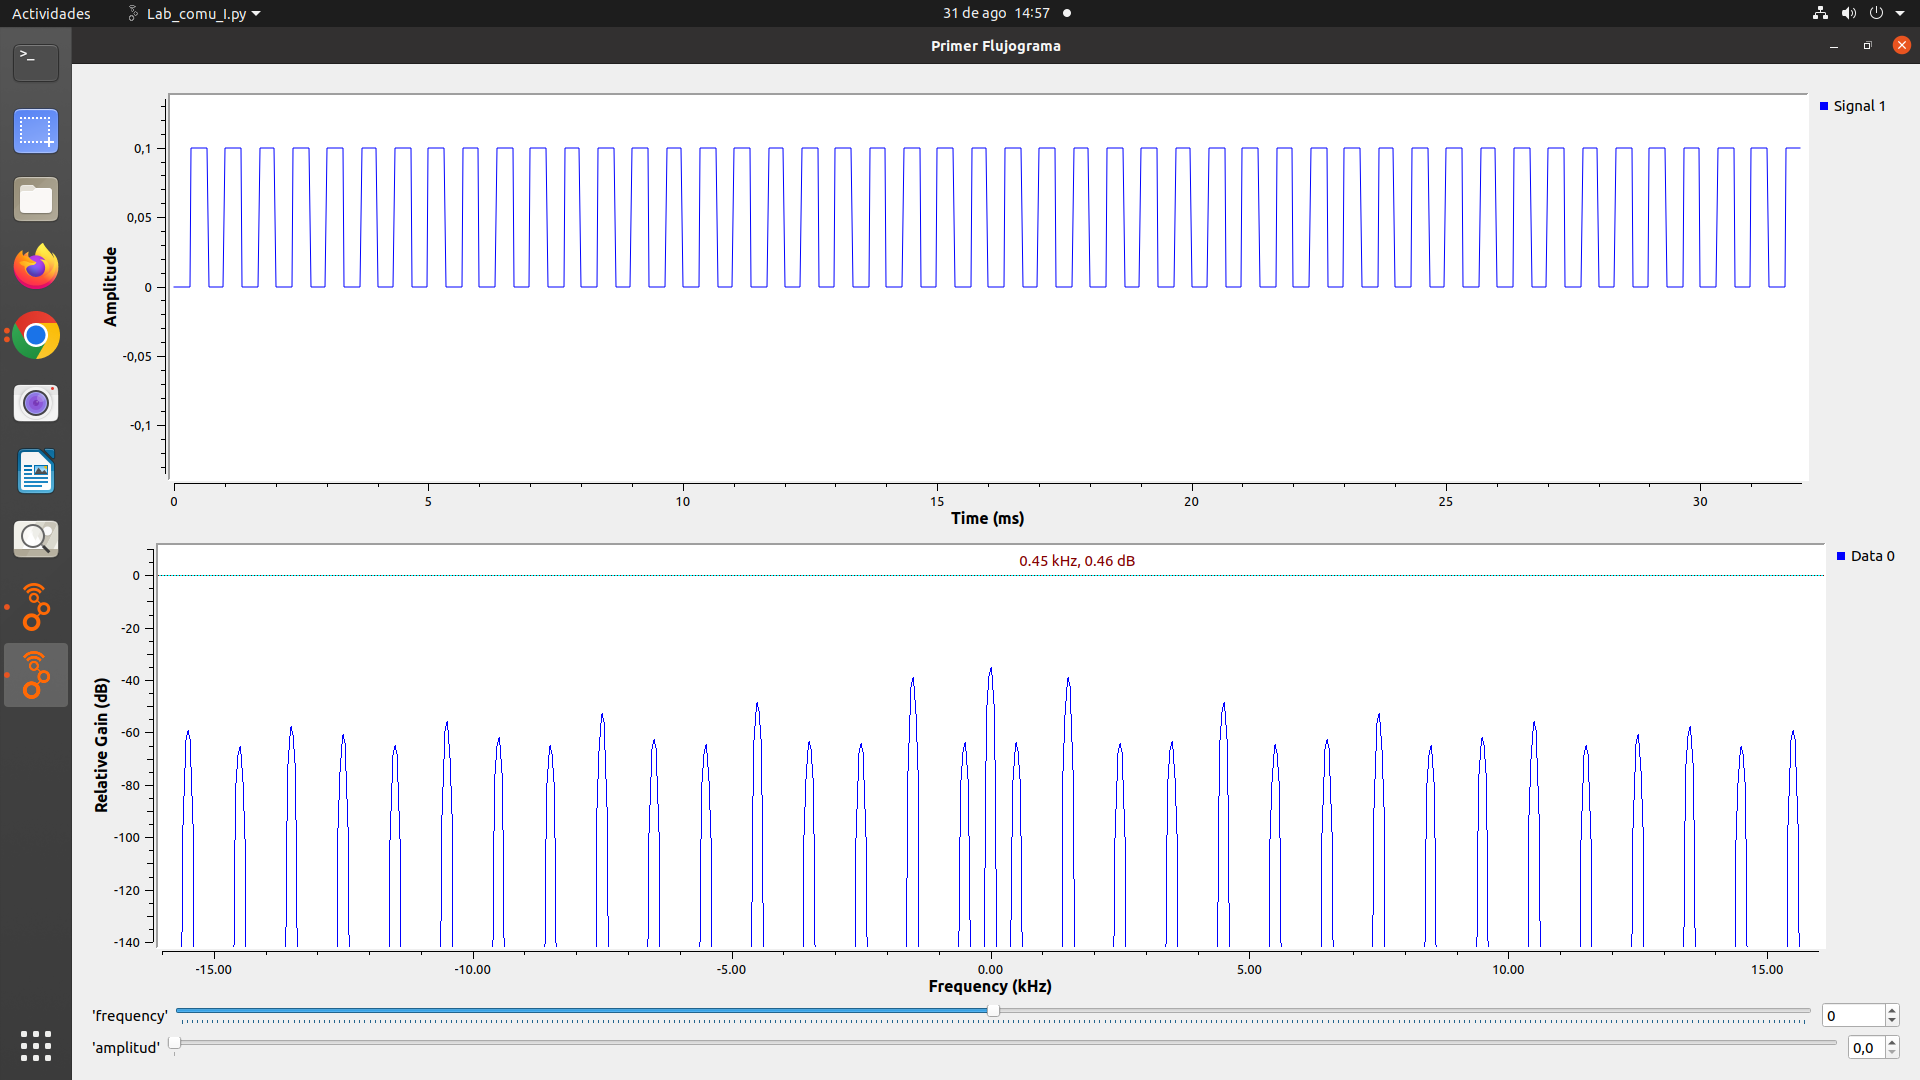 Actividades Lab_comu_I.py 31 de ago 14:57
Primer Flujograma
Signal 1
0,1
0,05
0
-0,05
-0,1
Amplitude
0 5 10 15 20 25 30
Time (ms)
0.45 kHz, 0.46 dB
Data 0
0
-20
-40
-60
-80
-100
-120
-140
Relative Gain (dB)
-15.00 -10.00 -5.00 0.00 5.00 10.00 15.00
Frequency (kHz)
'frequency' 0
'amplitud' 0,0